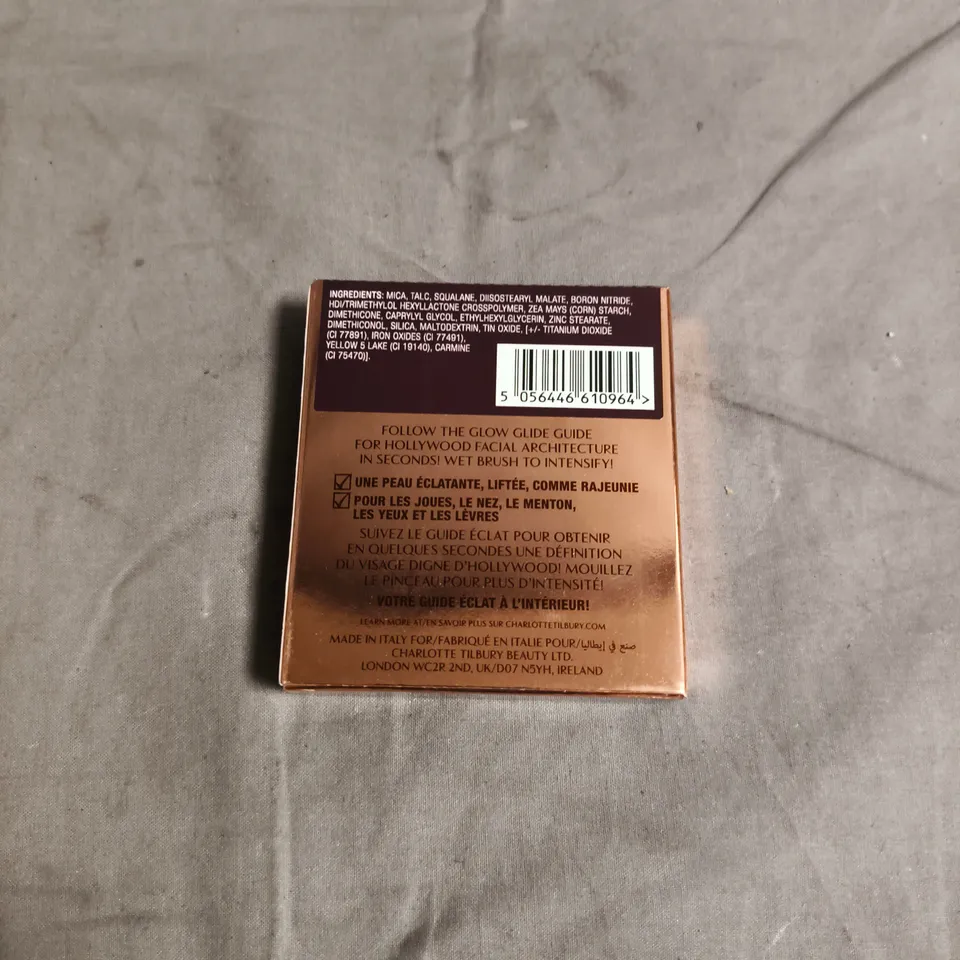 INGREDIENTS: MICA, TALC, SQUALANE, DIISOSTEARYL MALATE, BORON NITRIDE,
HDI/TRIMETHYLOL HEXYLLACTONE CROSSPOLYMER, ZEA MAYS (CORN) STARCH,
DIMETHICONE, CAPRYLYL GLYCOL, ETHYLHEXYLGLYCERIN, ZINC STEARATE,
DIMETHICONOL, SILICA, MALTODEXTRIN, TIN OXIDE, [+/- TITANIUM DIOXIDE
(CI 77891), IRON OXIDES (CI 77491),
YELLOW 5 LAKE (CI 19140), CARMINE
(CI 75470)].
5 056446 610964 >
FOLLOW THE GLOW GLIDE GUIDE
FOR HOLLYWOOD FACIAL ARCHITECTURE
IN SECONDS! WET BRUSH TO INTENSIFY!
UNE PEAU ÉCLATANTE, LIFTÉE, COMME RAJEUNIE
POUR LES JOUES, LE NEZ, LE MENTON,
LES YEUX ET LES LÈVRES
SUIVEZ LE GUIDE ÉCLAT POUR OBTENIR
EN QUELQUES SECONDES UNE DÉFINITION
DU VISAGE DIGNE D'HOLLYWOOD! MOUILLEZ
LE PINCEAU POUR PLUS D'INTENSITÉ!
VOTRE GUIDE ÉCLAT À L'INTÉRIEUR!
LEARN MORE AT/EN SAVOIR PLUS SUR CHARLOTTETILBURY.COM
MADE IN ITALY FOR/FABRIQUÉ EN ITALIE POUR/صنع في إيطاليا
CHARLOTTE TILBURY BEAUTY LTD.
LONDON WC2R 2ND, UK/D07 N5YH, IRELAND